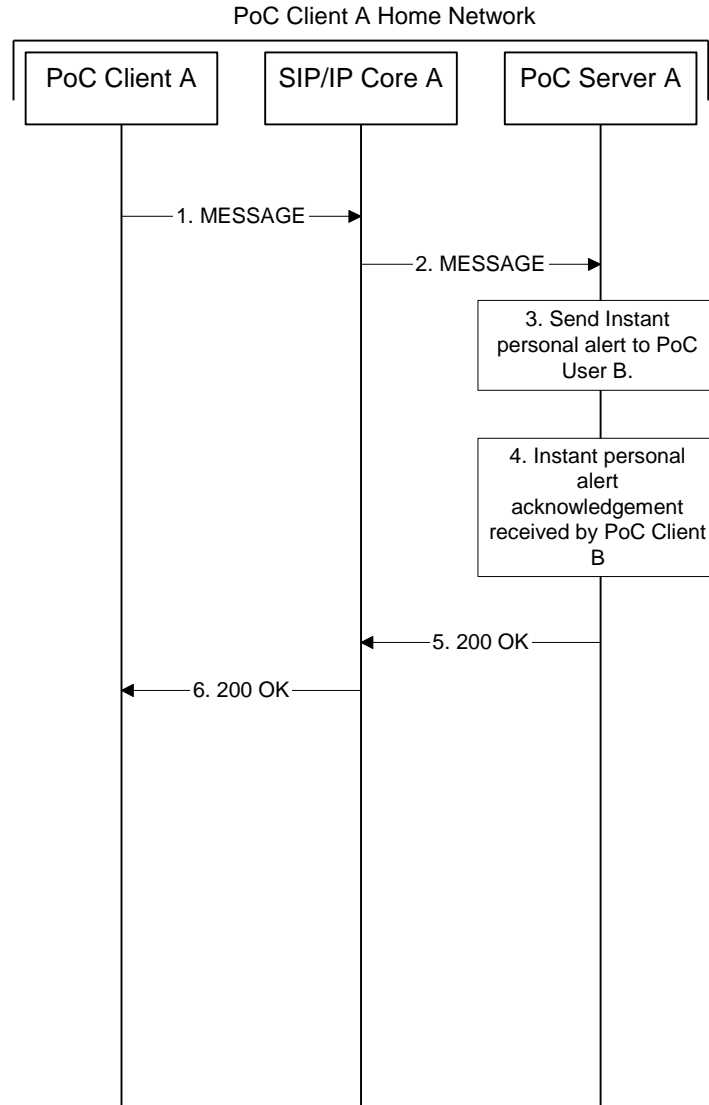 PoC Client A Home Network
PoC Client A
SIP/IP Core A
PoC Server A
1. MESSAGE
2. MESSAGE
3. Send Instant
personal alert to PoC
User B.
4. Instant personal
alert
acknowledgement
received by PoC Client
B
5. 200 OK
6. 200 OK